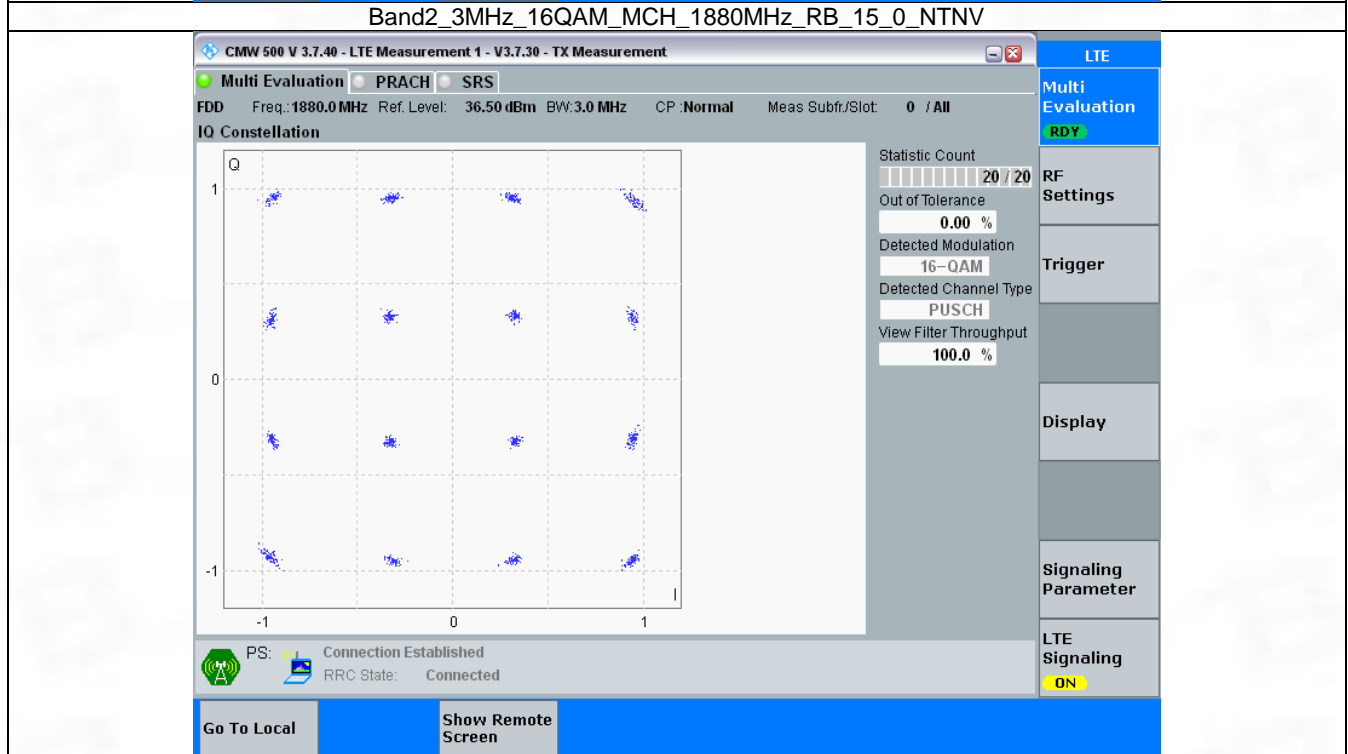 Band2_3MHz_16QAM_MCH_1880MHz_RB_15_0_NTNV
CMW 500 V 3.7.40 - LTE Measurement 1 - V3.7.30 - TX Measurement
LTE
Multi Evaluation PRACH SRS
Multi
Evaluation
RDY
FDD Freq.: 1880.0 MHz Ref. Level: 36.50 dBm BW: 3.0 MHz CP :Normal Meas Subfr./Slot: 0 / All
IQ Constellation
Q
1
0
-1
-1 0 1
I
Statistic Count
20 / 20
Out of Tolerance
0.00 %
Detected Modulation
16-QAM
Detected Channel Type
PUSCH
View Filter Throughput
100.0 %
RF
Settings
Trigger
Display
Signaling
Parameter
LTE
Signaling
ON
PS: Connection Established
RRC State: Connected
Go To Local
Show Remote
Screen